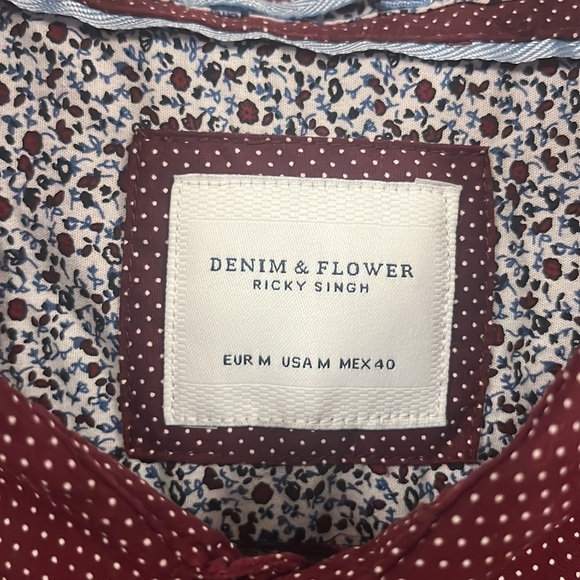 DENIM & FLOWER
RICKY SINGH
EUR M USA M MEX 40